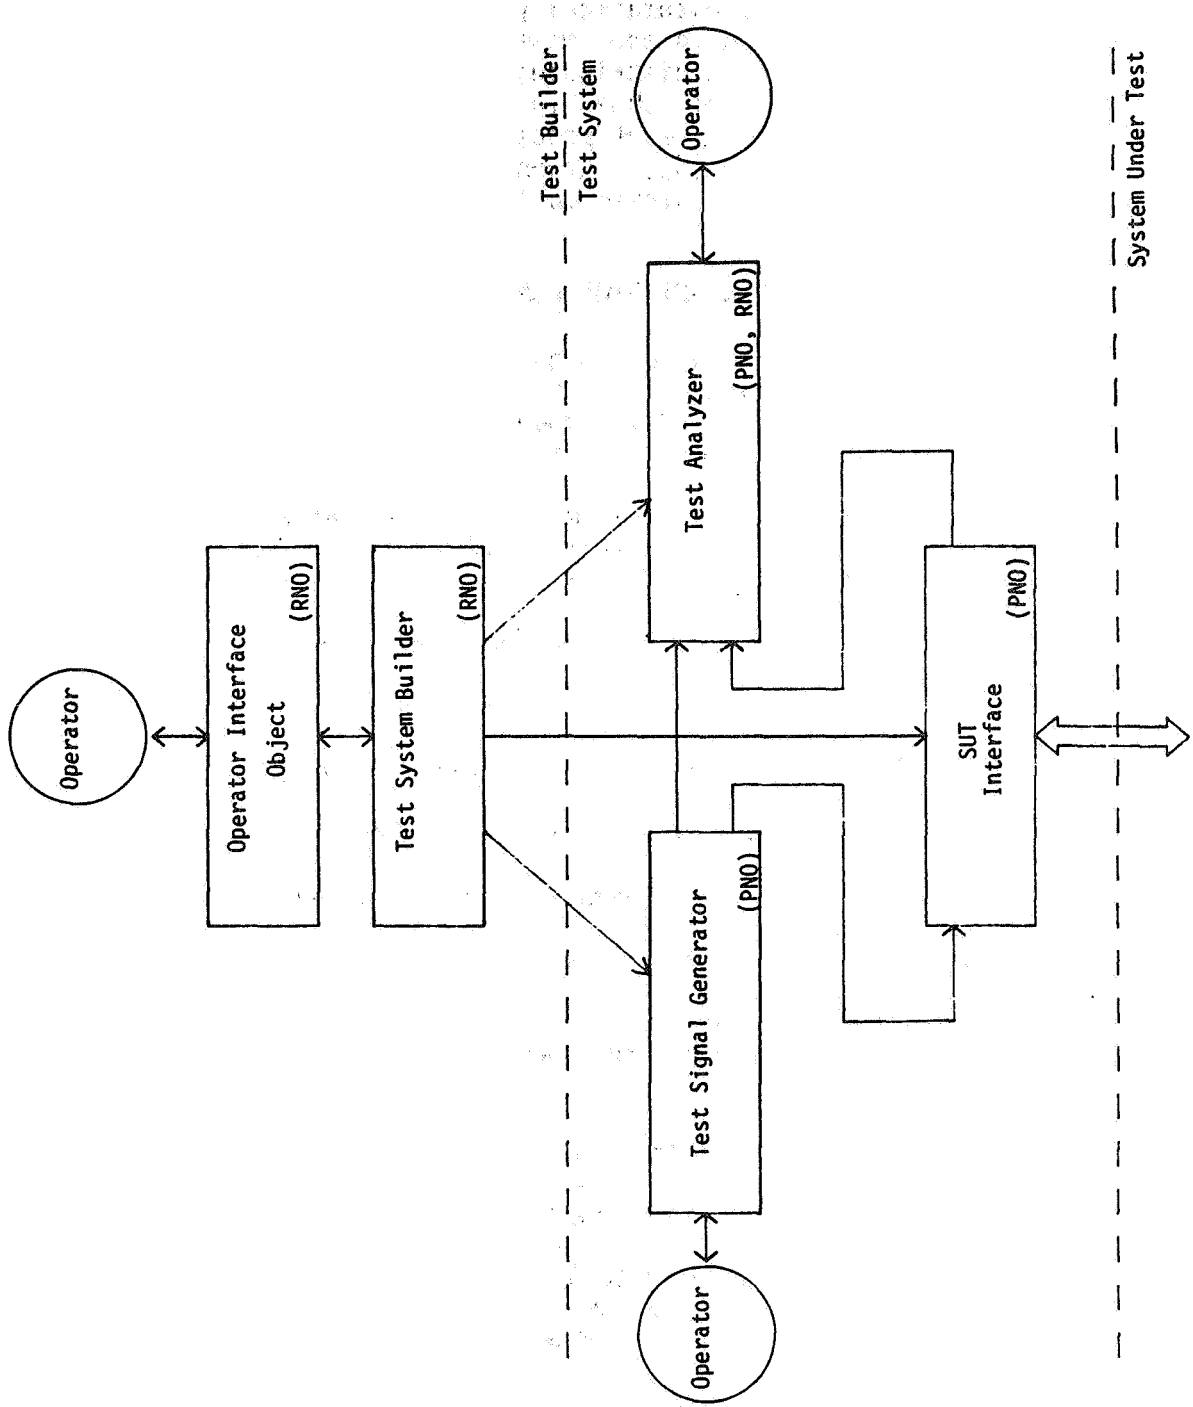 Operator
Operator Interface
Object
(RNO)
Test System Builder
(RNO)
Test Builder
Test System
Operator
Test Signal Generator
(PNO)
Test Analyzer
(PNO, RNO)
Operator
SUT
Interface
(PNO)
System Under Test